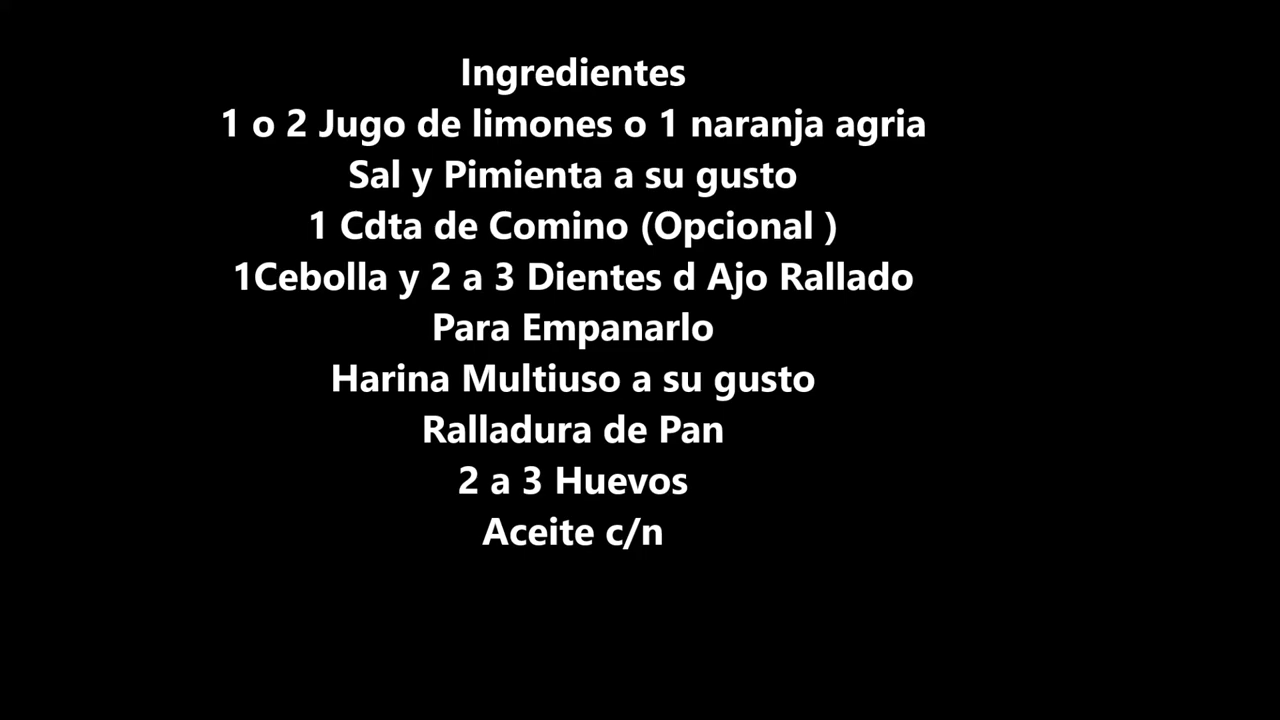 Ingredientes
1 o 2 Jugo de limones o 1 naranja agria
Sal y Pimienta a su gusto
1 Cdta de Comino (Opcional )
1Cebolla y 2 a 3 Dientes d Ajo Rallado
Para Empanarlo
Harina Multiuso a su gusto
Ralladura de Pan
2 a 3 Huevos
Aceite c/n